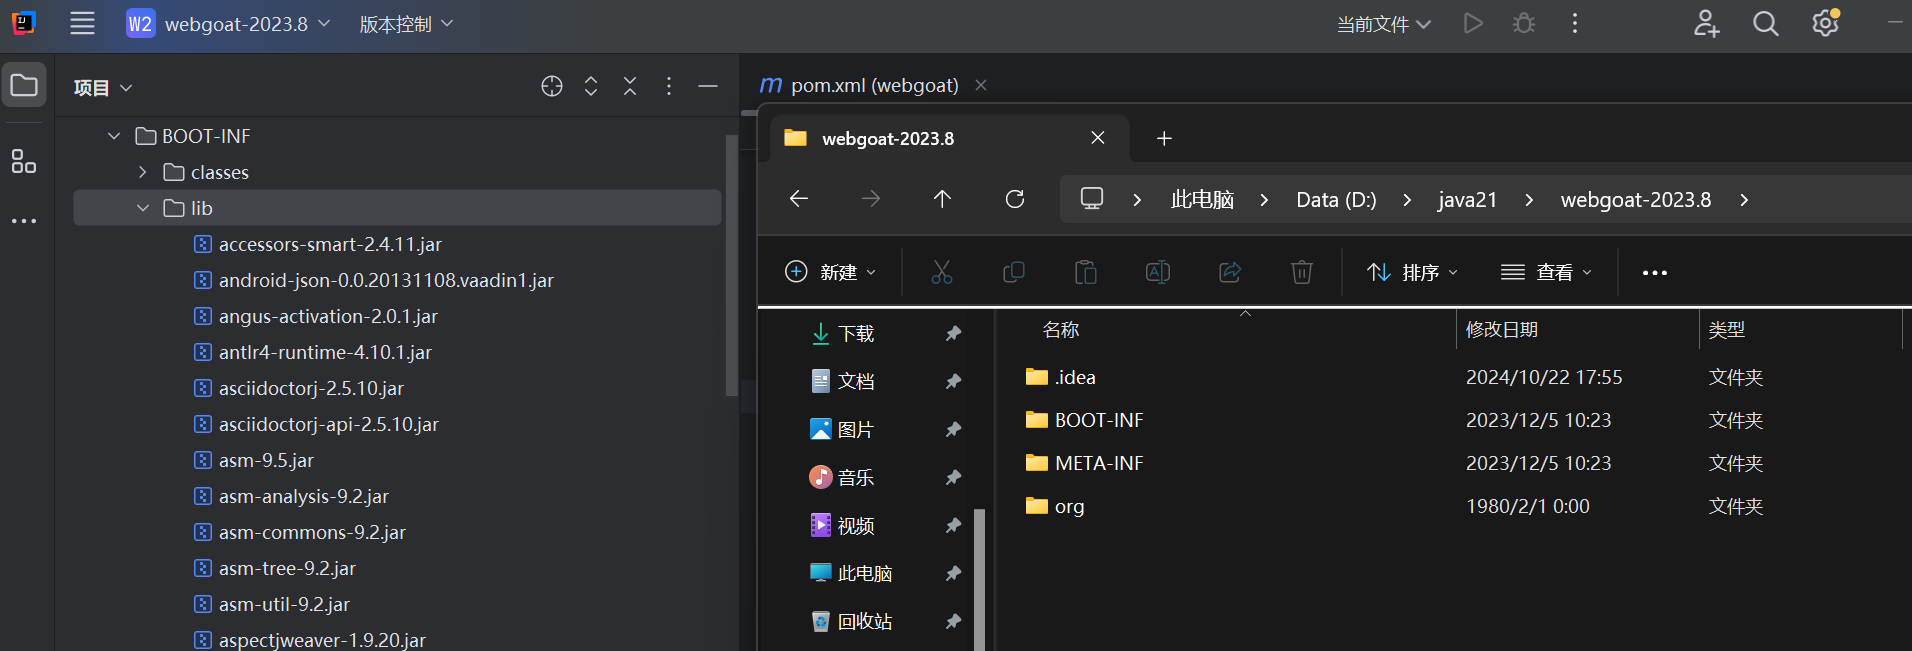 W2 webgoat-2023.8 版本控制 当前文件
项目
BOOT-INF
classes
lib
accessors-smart-2.4.11.jar
android-json-0.0.20131108.vaadin1.jar
angus-activation-2.0.1.jar
antlr4-runtime-4.10.1.jar
asciidoctorj-2.5.10.jar
asciidoctorj-api-2.5.10.jar
asm-9.5.jar
asm-analysis-9.2.jar
asm-commons-9.2.jar
asm-tree-9.2.jar
asm-util-9.2.jar
aspectjweaver-1.9.20.jar
m pom.xml (webgoat)
webgoat-2023.8
此电脑 Data (D:) java21 webgoat-2023.8
新建 排序 查看
下载
文档
图片
音乐
视频
此电脑
回收站
名称 修改日期 类型
.idea 2024/10/22 17:55 文件夹
BOOT-INF 2023/12/5 10:23 文件夹
META-INF 2023/12/5 10:23 文件夹
org 1980/2/1 0:00 文件夹